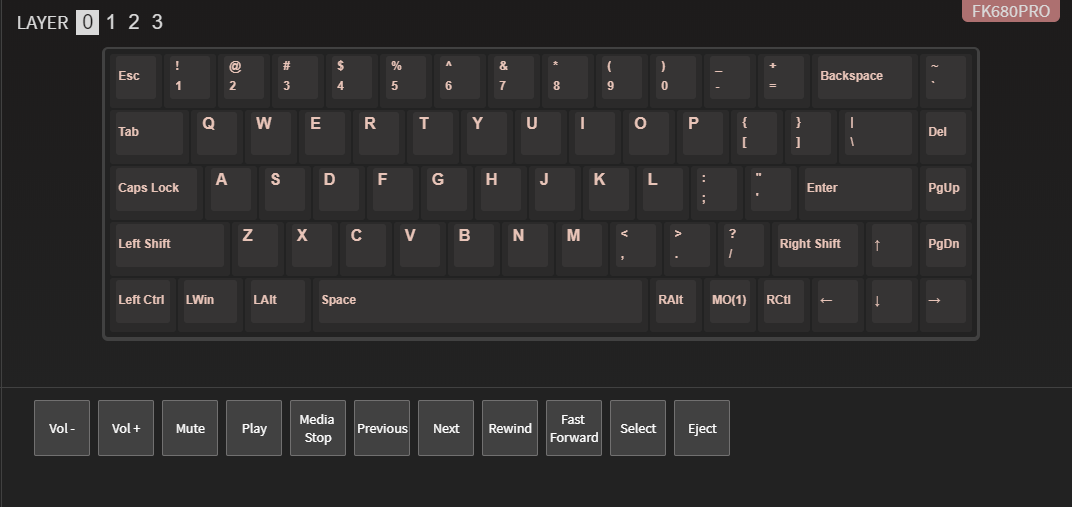 LAYER 0 1 2 3
FK680PRO
Esc ! @ # $ % ^ & * ( ) _ + Backspace ~
1 2 3 4 5 6 7 8 9 0 - = `
Tab Q W E R T Y U I O P { } | Del
[ ] \
Caps Lock A S D F G H J K L : " Enter PgUp
; '
Left Shift Z X C V B N M < > ? Right Shift ↑ PgDn
, . /
Left Ctrl LWin LAlt Space RAlt MO(1) RCtl ← ↓ →
Vol - Vol + Mute Play Media Stop Previous Next Rewind Fast Forward Select Eject